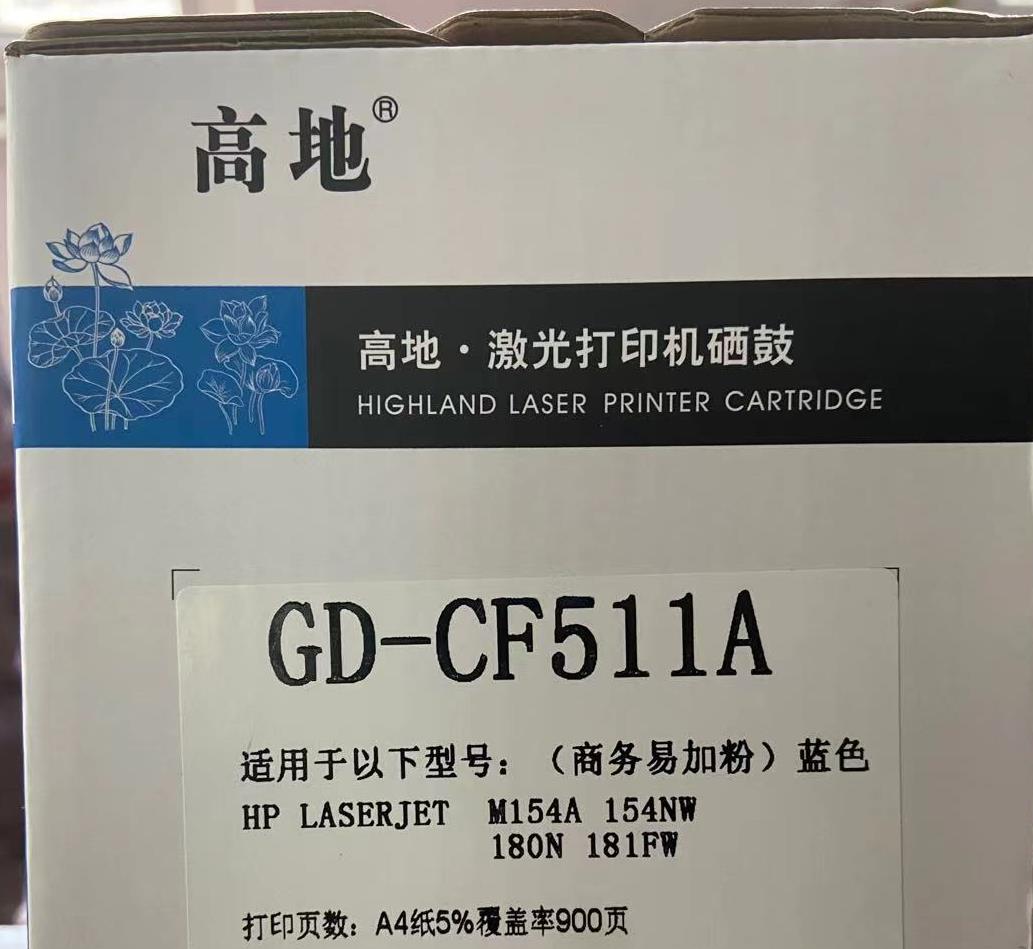 高地®
高地·激光打印机硒鼓
HIGHLAND LASER PRINTER CARTRIDGE
GD-CF511A
适用于以下型号：（商务易加粉）蓝色
HP LASERJET M154A 154NW
180N 181FW
打印页数：A4纸5%覆盖率900页